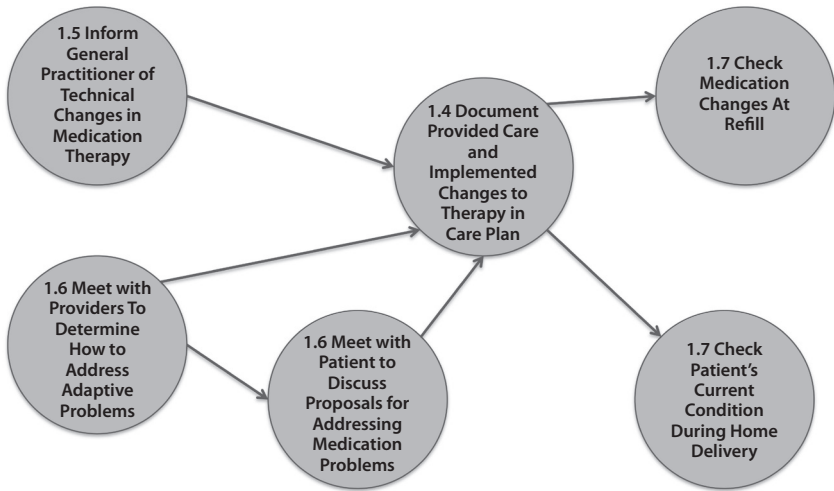 1.5 Inform
General
Practitioner of
Technical
Changes in
Medication
Therapy
1.7 Check
Medication
Changes At
Refill
1.4 Document
Provided Care
and
Implemented
Changes to
Therapy in
Care Plan
1.6 Meet with
Providers To
Determine
How to
Address
Adaptive
Problems
1.6 Meet with
Patient to
Discuss
Proposals for
Addressing
Medication
Problems
1.7 Check
Patient’s
Current
Condition
During Home
Delivery